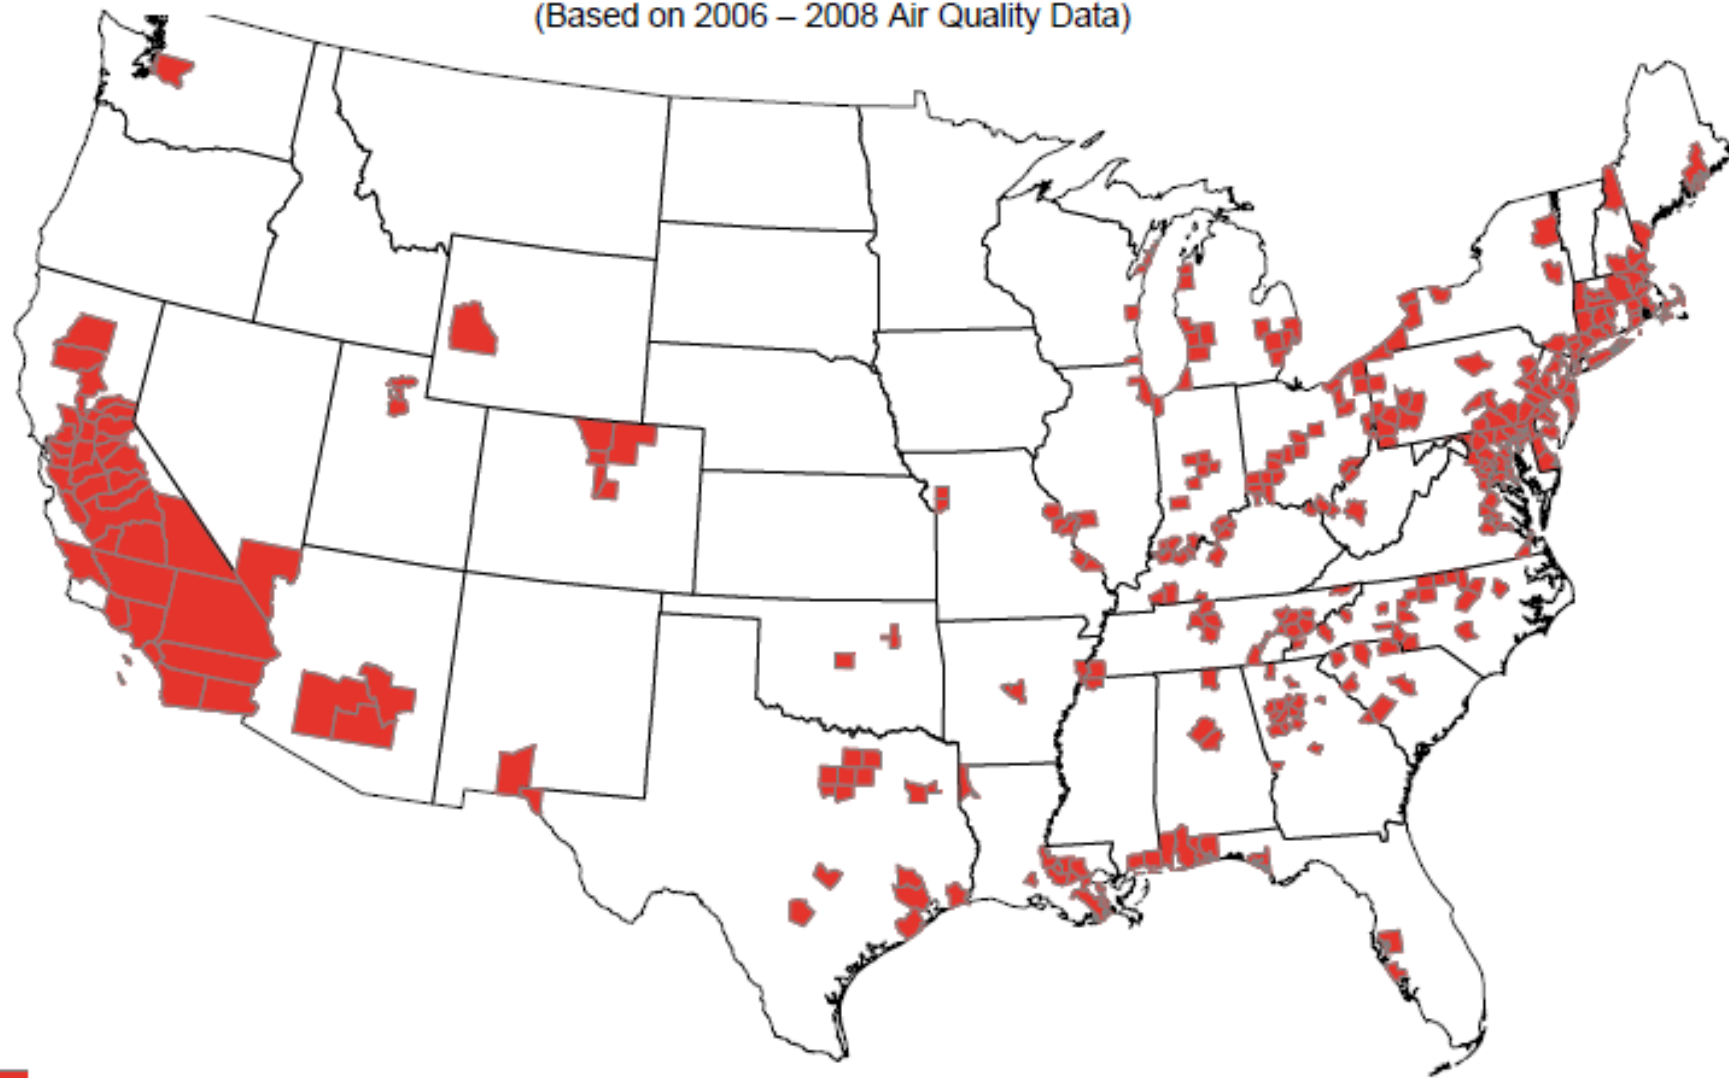 (Based on 2006 – 2008 Air Quality Data)